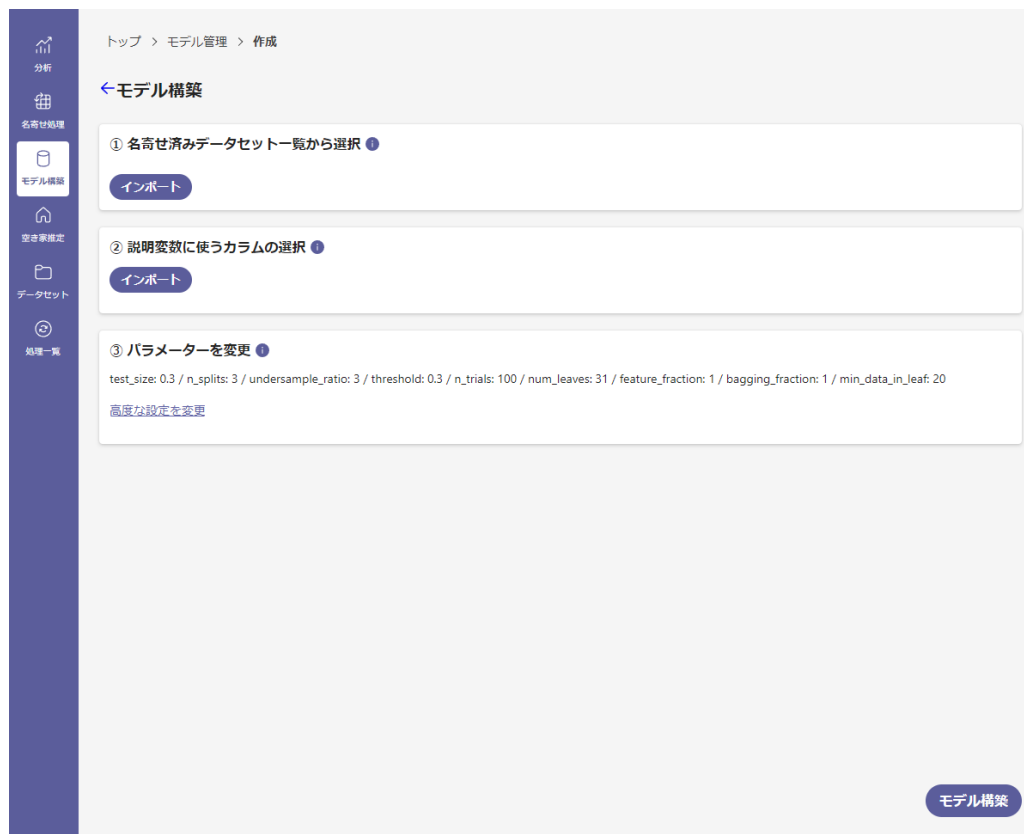 分析
名寄せ処理
モデル構築
空き家推定
データセット
処理一覧
トップ > モデル管理 > 作成
←モデル構築
① 名寄せ済みデータセット一覧から選択
インポート
② 説明変数に使うカラムの選択
インポート
③ パラメーターを変更
test_size: 0.3 / n_splits: 3 / undersample_ratio: 3 / threshold: 0.3 / n_trials: 100 / num_leaves: 31 / feature_fraction: 1 / bagging_fraction: 1 / min_data_in_leaf: 20
高度な設定を変更
モデル構築